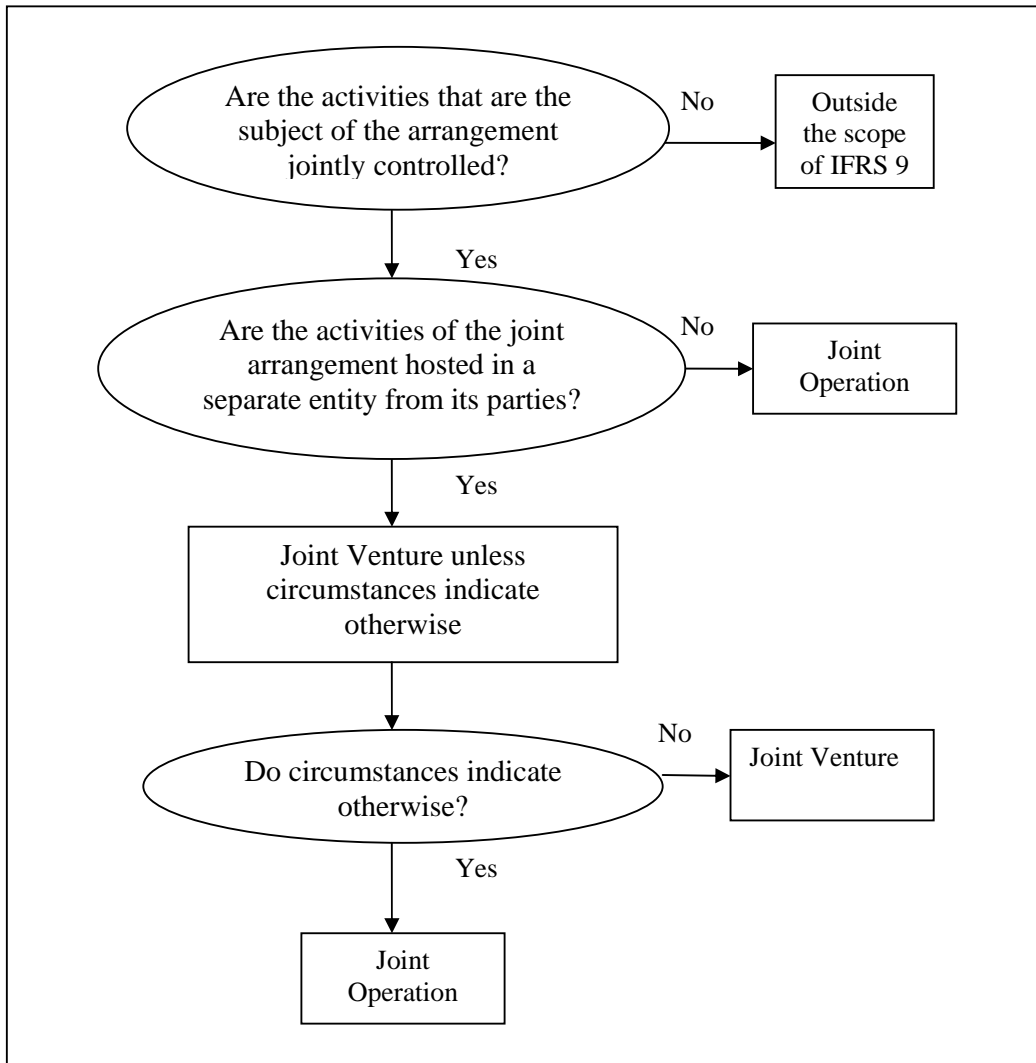 Are the activities that are the
subject of the arrangement
jointly controlled?
No
Outside
the scope
of IFRS 9
Yes
Are the activities of the joint
arrangement hosted in a
separate entity from its parties?
No
Joint
Operation
Yes
Joint Venture unless
circumstances indicate
otherwise
Do circumstances indicate
otherwise?
No
Joint Venture
Yes
Joint
Operation